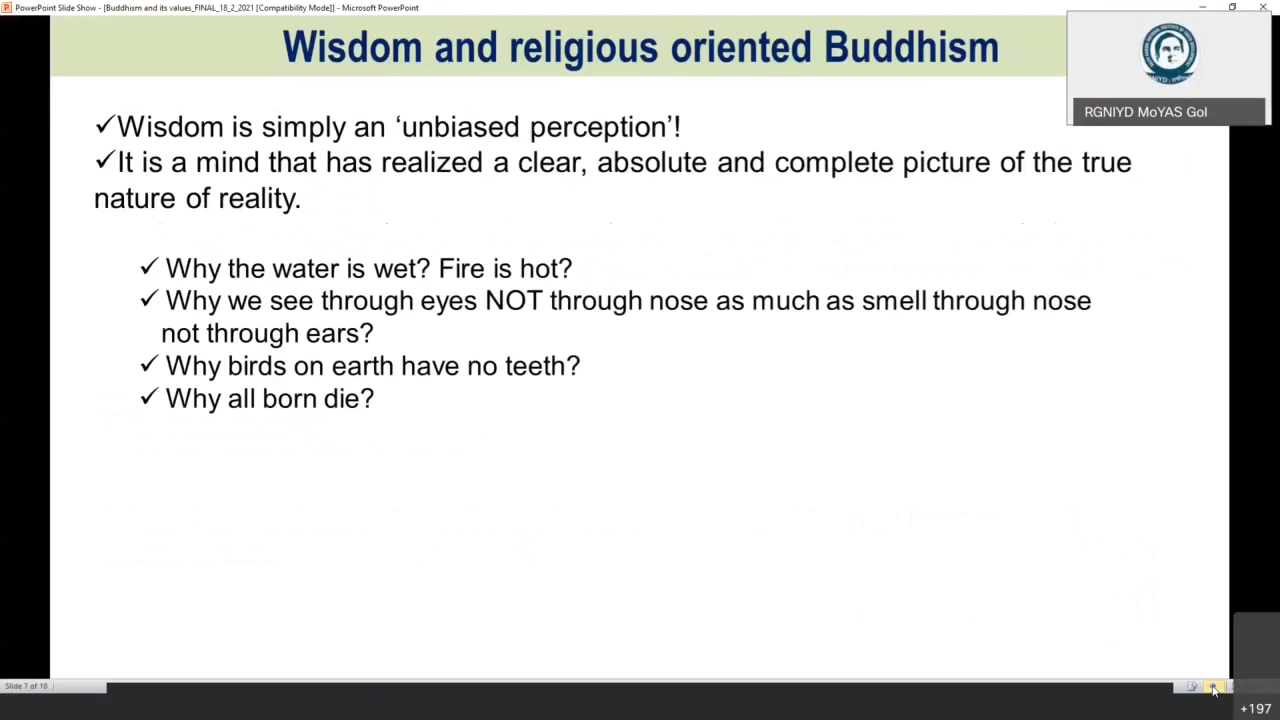 PowerPoint Slide Show - [Buddhism and its values_FINAL_18_2_2021 [Compatibility Mode]] - Microsoft PowerPoint
Wisdom and religious oriented Buddhism
RGNIYD MoYAS GoI
✓Wisdom is simply an ‘unbiased perception’!
✓It is a mind that has realized a clear, absolute and complete picture of the true
nature of reality.
✓ Why the water is wet? Fire is hot?
✓ Why we see through eyes NOT through nose as much as smell through nose
not through ears?
✓ Why birds on earth have no teeth?
✓ Why all born die?
Slide 7 of 18
+197